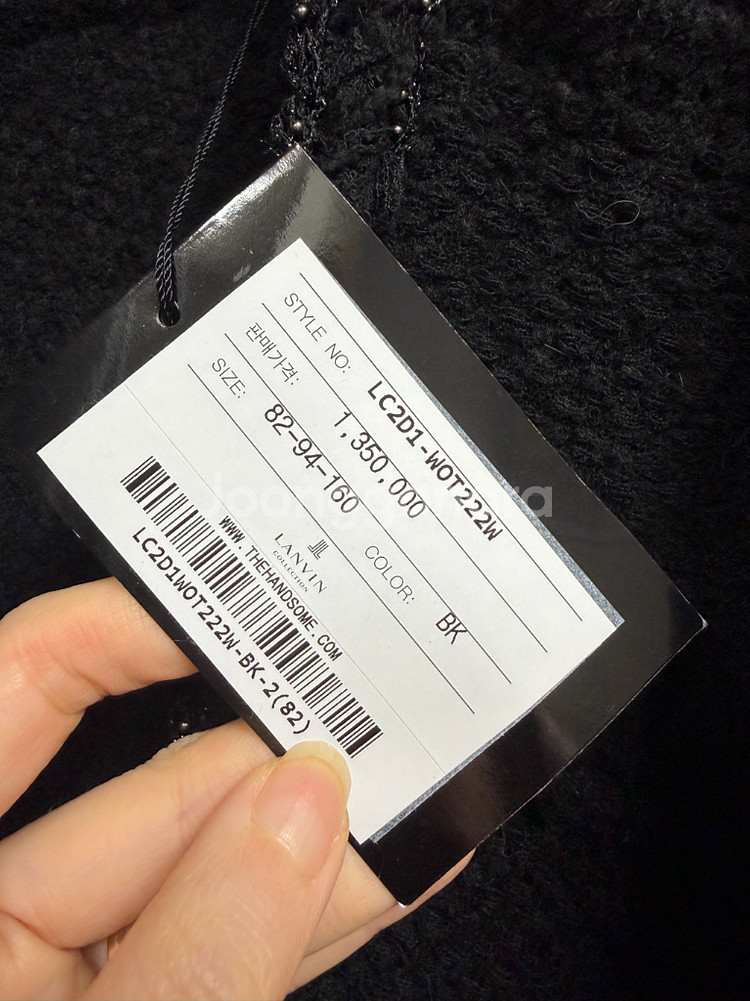 STYLE NO: LC2D1-WOT222W
판매가격: 1,350,000
SIZE: 82-94-160 COLOR: BK
LANVIN
COLLECTION
WWW.THEHANDSOME.COM
LC2D1WOT222W-BK-2(82)
Joonggonara